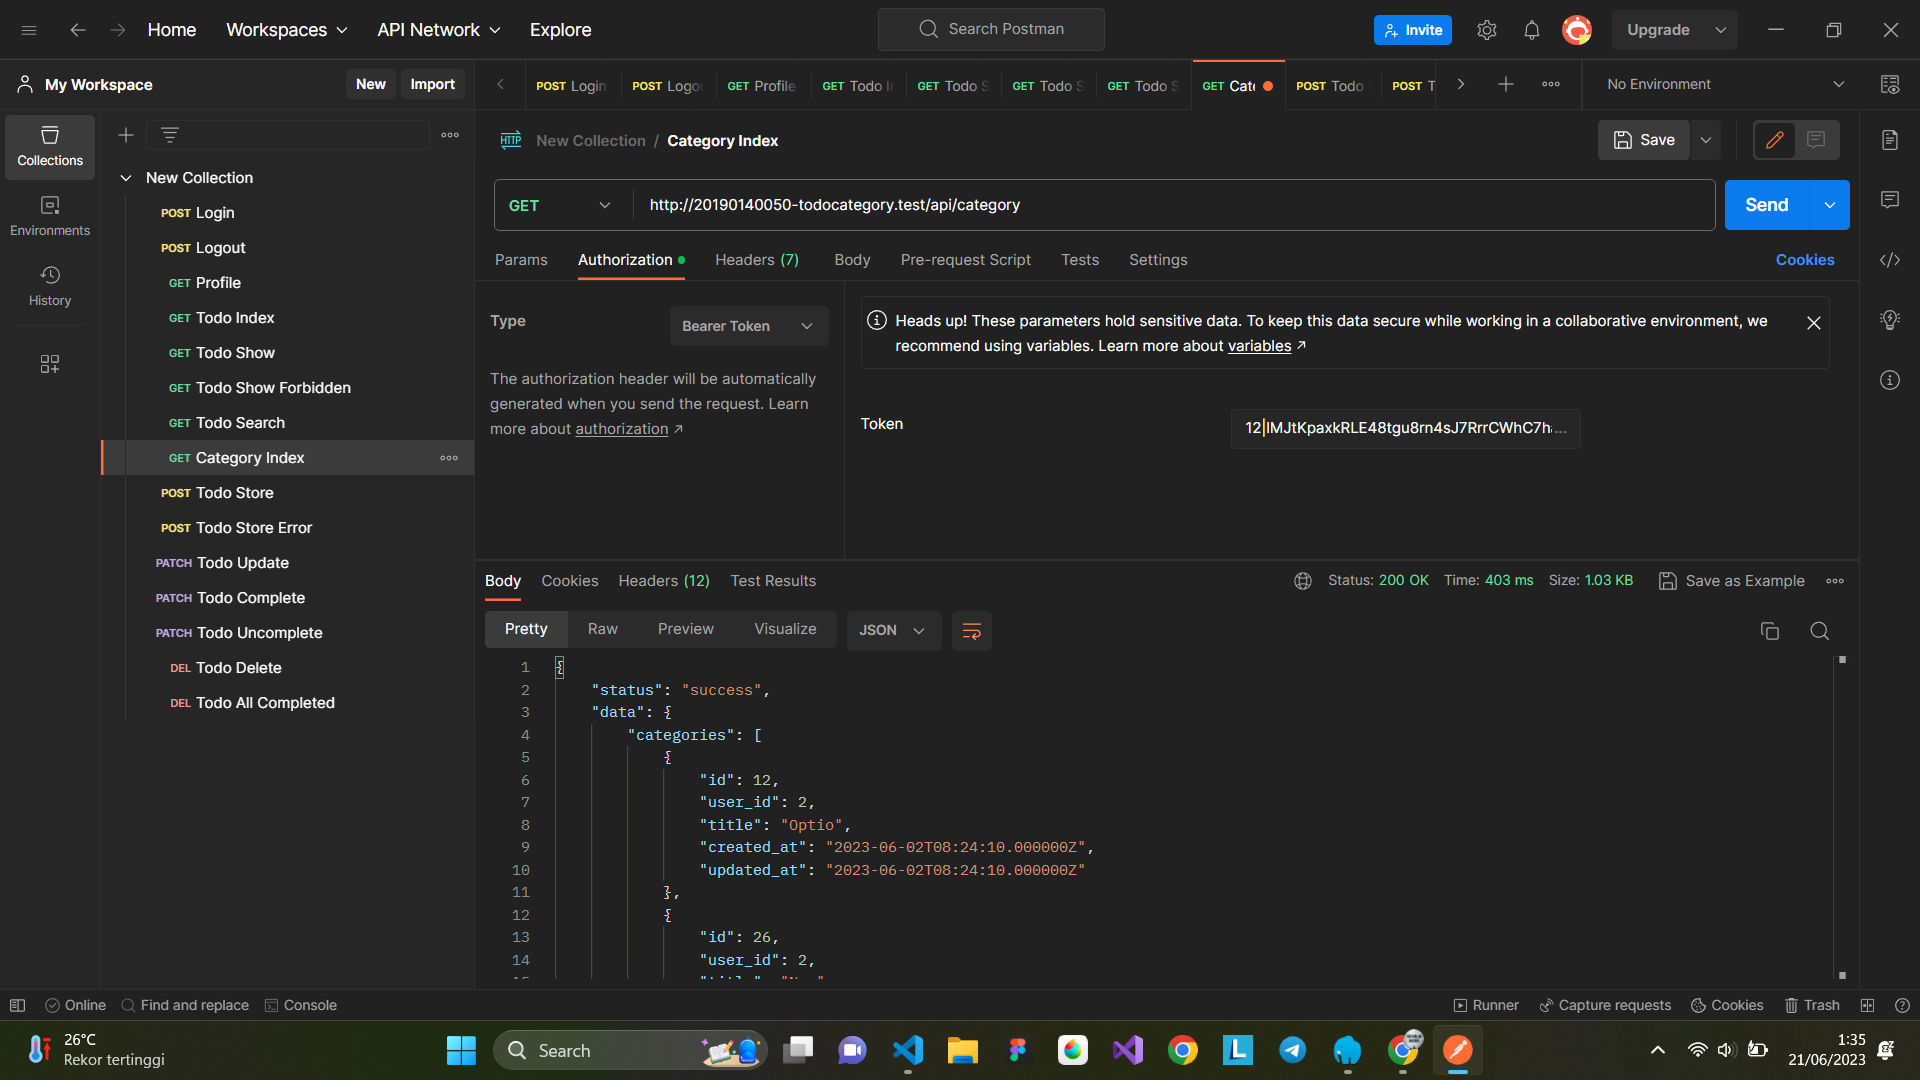 Home Workspaces API Network Explore Search Postman Invite Upgrade
My Workspace New Import POST Login POST Logou GET Profile GET Todo In GET Todo S GET Todo S GET Todo S GET Cate POST Todo POST T No Environment
Collections
Environments
History
New Collection
POST Login
POST Logout
GET Profile
GET Todo Index
GET Todo Show
GET Todo Show Forbidden
GET Todo Search
GET Category Index
POST Todo Store
POST Todo Store Error
PATCH Todo Update
PATCH Todo Complete
PATCH Todo Uncomplete
DEL Todo Delete
DEL Todo All Completed
HTTP New Collection / Category Index Save
GET http://20190140050-todocategory.test/api/category Send
Params Authorization Headers (7) Body Pre-request Script Tests Settings Cookies
Type Bearer Token
The authorization header will be automatically
generated when you send the request. Learn
more about authorization ↗
Heads up! These parameters hold sensitive data. To keep this data secure while working in a collaborative environment, we
recommend using variables. Learn more about variables ↗
Token
Body Cookies Headers (12) Test Results Status: 200 OK Time: 403 ms Size: 1.03 KB Save as Example
Pretty Raw Preview Visualize JSON
1 {
2 "status": "success",
3 "data": {
4 "categories": [
5 {
6 "id": 12,
7 "user_id": 2,
8 "title": "Optio",
9 "created_at": "2023-06-02T08:24:10.000000Z",
10 "updated_at": "2023-06-02T08:24:10.000000Z"
11 },
12 {
13 "id": 26,
14 "user_id": 2,
Online Find and replace Console Runner Capture requests Cookies Trash
26°C
Rekor tertinggi
Search
1:35
21/06/2023